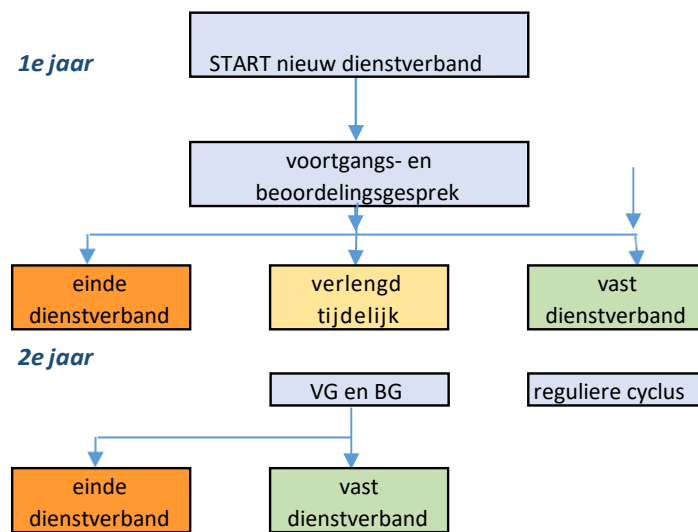 1e jaar
START nieuw dienstverband
voortgangs- en
beoordelingsgesprek
einde
dienstverband
verlengd
tijdelijk
vast
dienstverband
2e jaar
VG en BG
reguliere cyclus
einde
dienstverband
vast
dienstverband